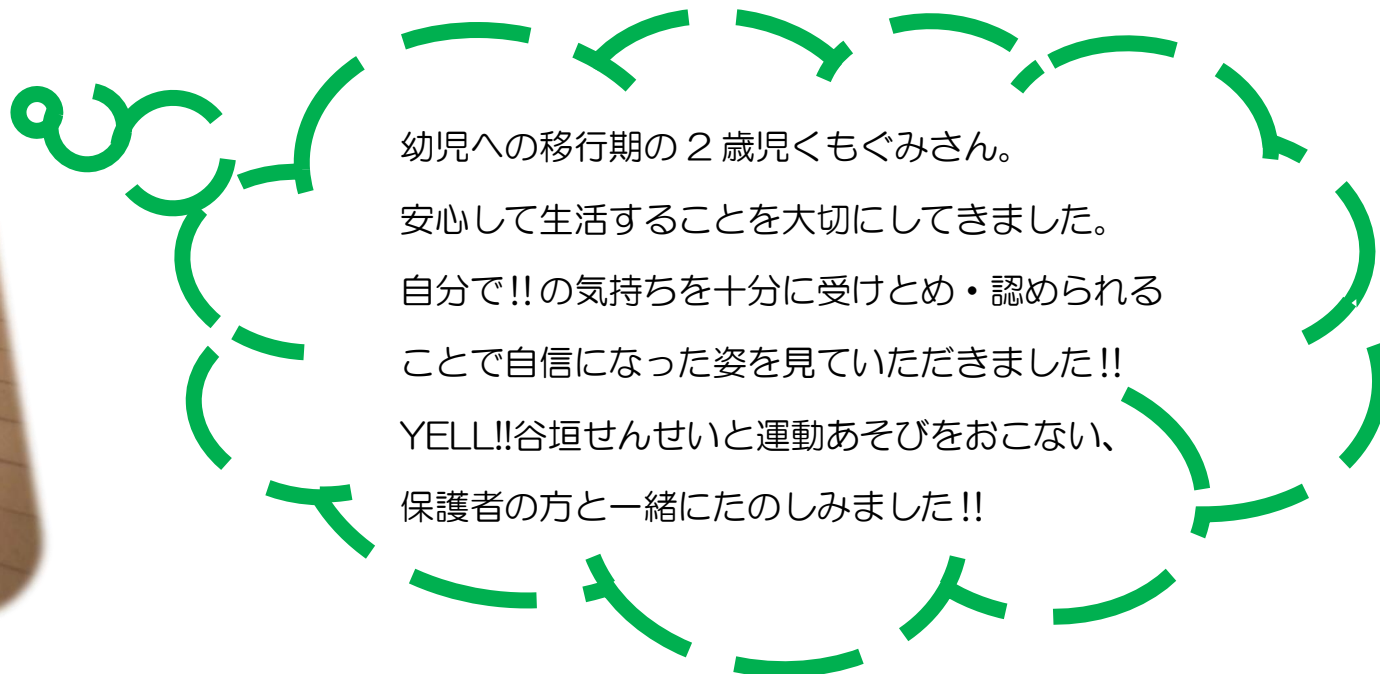 幼児への移行期の２歳児くもぐみさん。
安心して生活することを大切にしてきました。
自分で!!の気持ちを十分に受けとめ・認められる
ことで自信になった姿を見ていただきました!!
YELL!!谷垣せんせいと運動あそびをおこない、
保護者の方と一緒にたのしみました!!